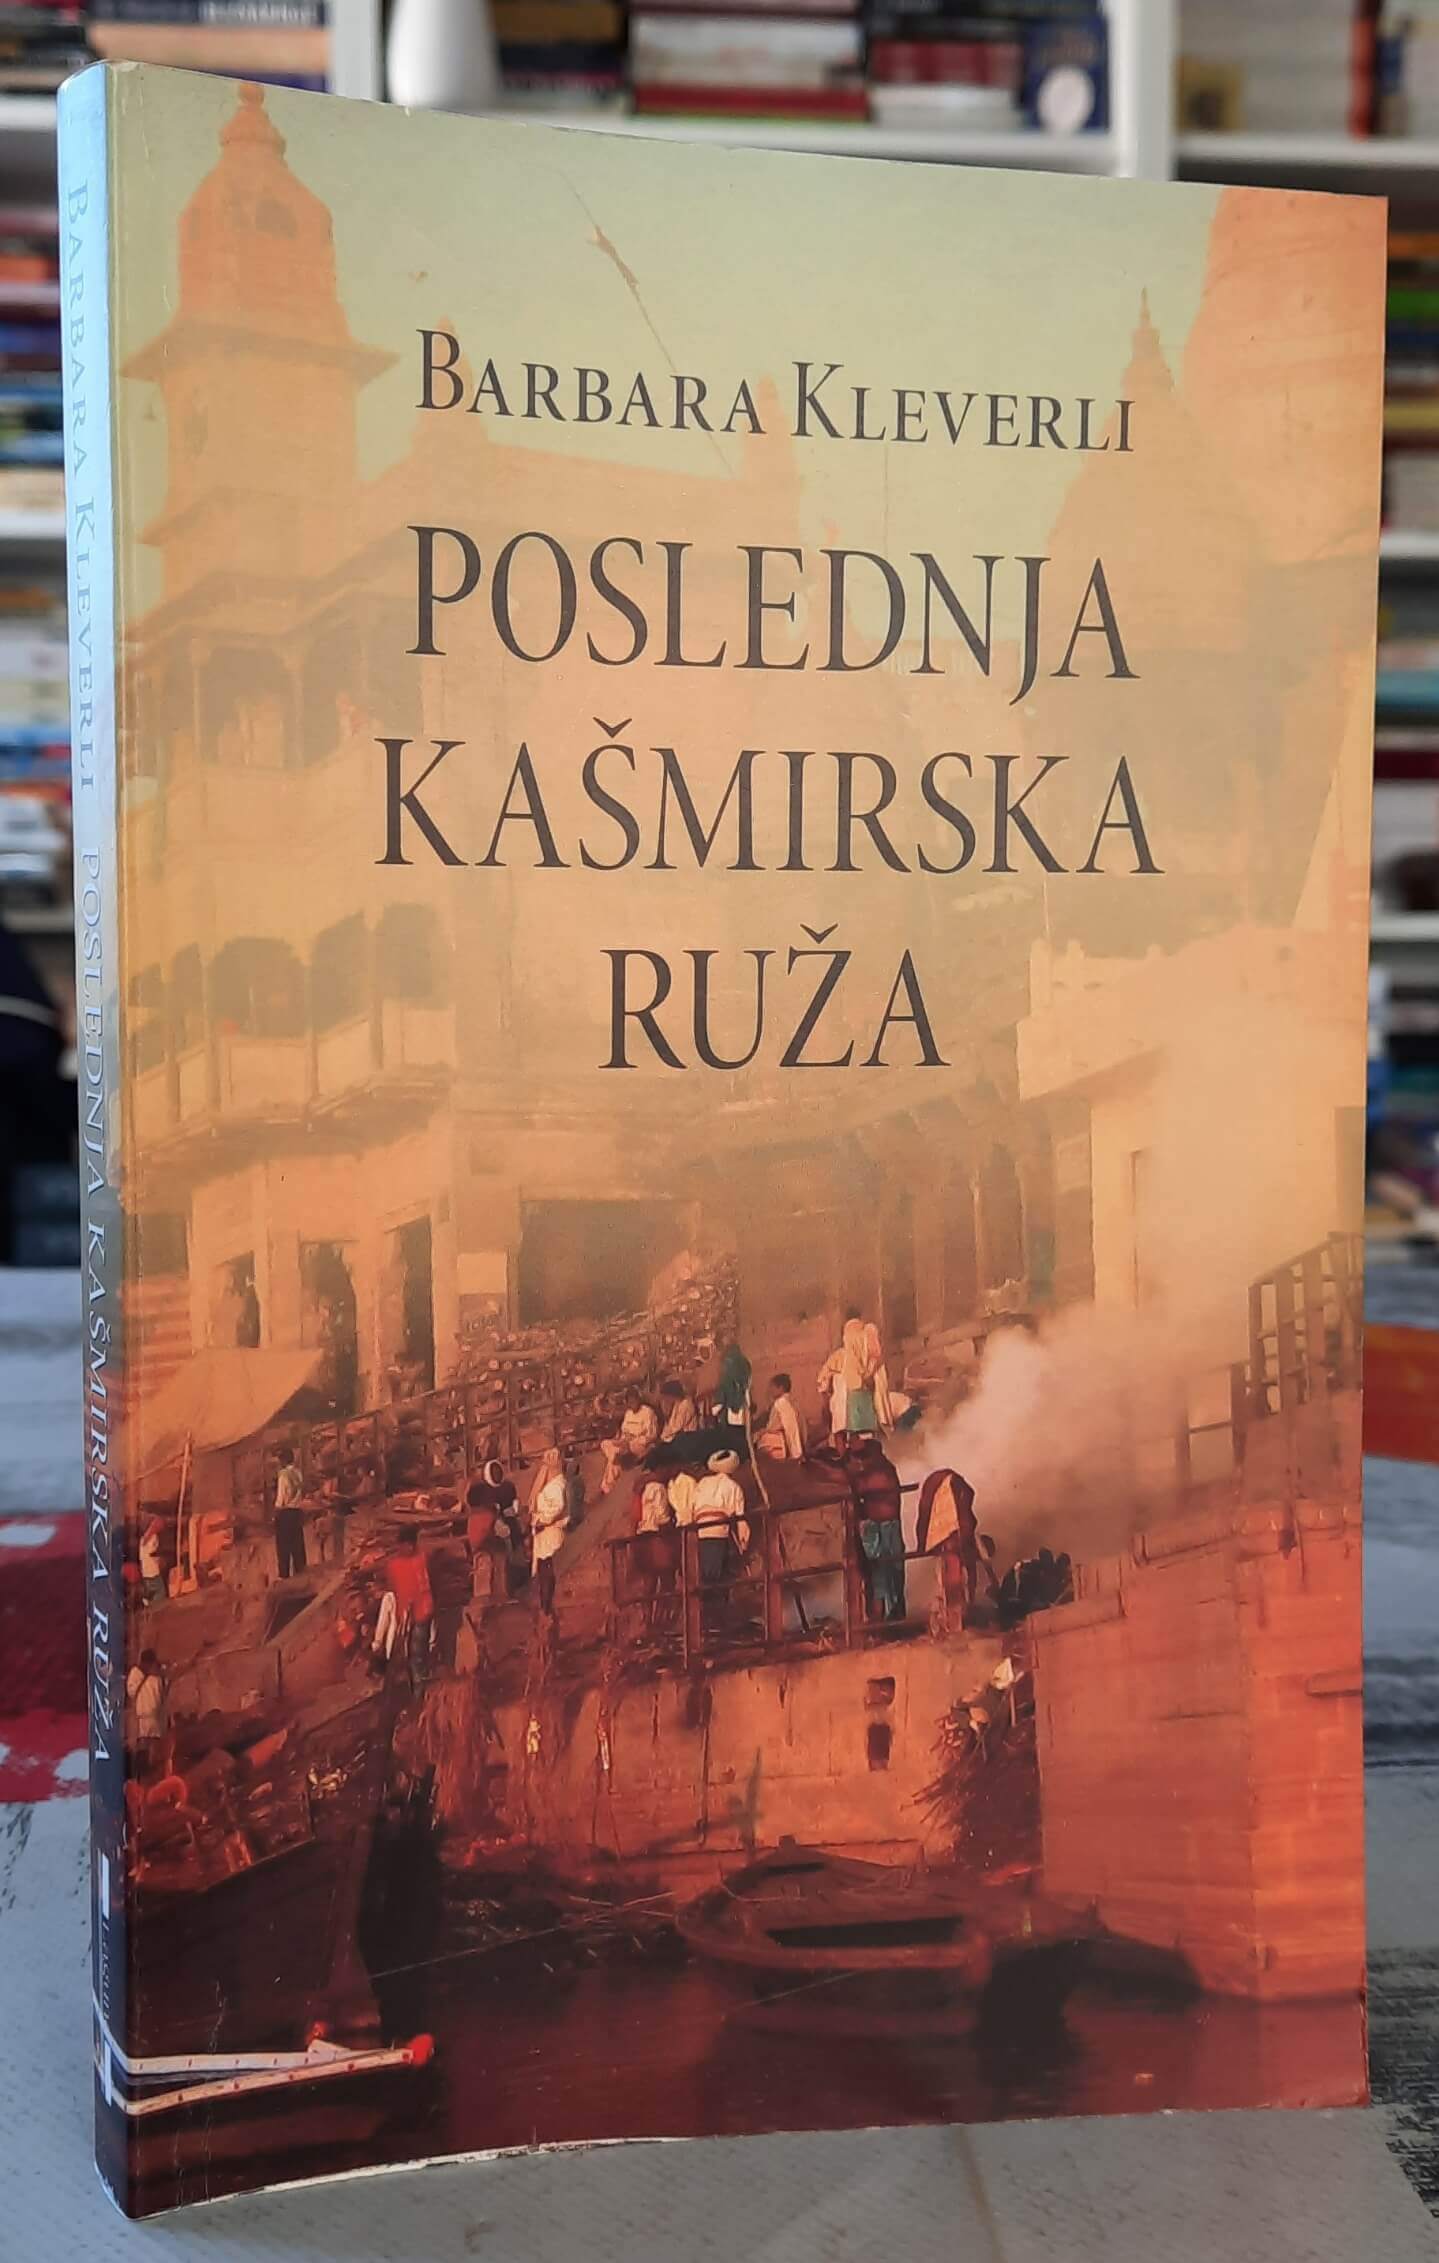 BARBARA KLEVERLI
POSLEDNJA
KAŠMIRSKA
RUŽA
BARBARA KLEVERLI POSLEDNJA KAŠMIRSKA RUŽA